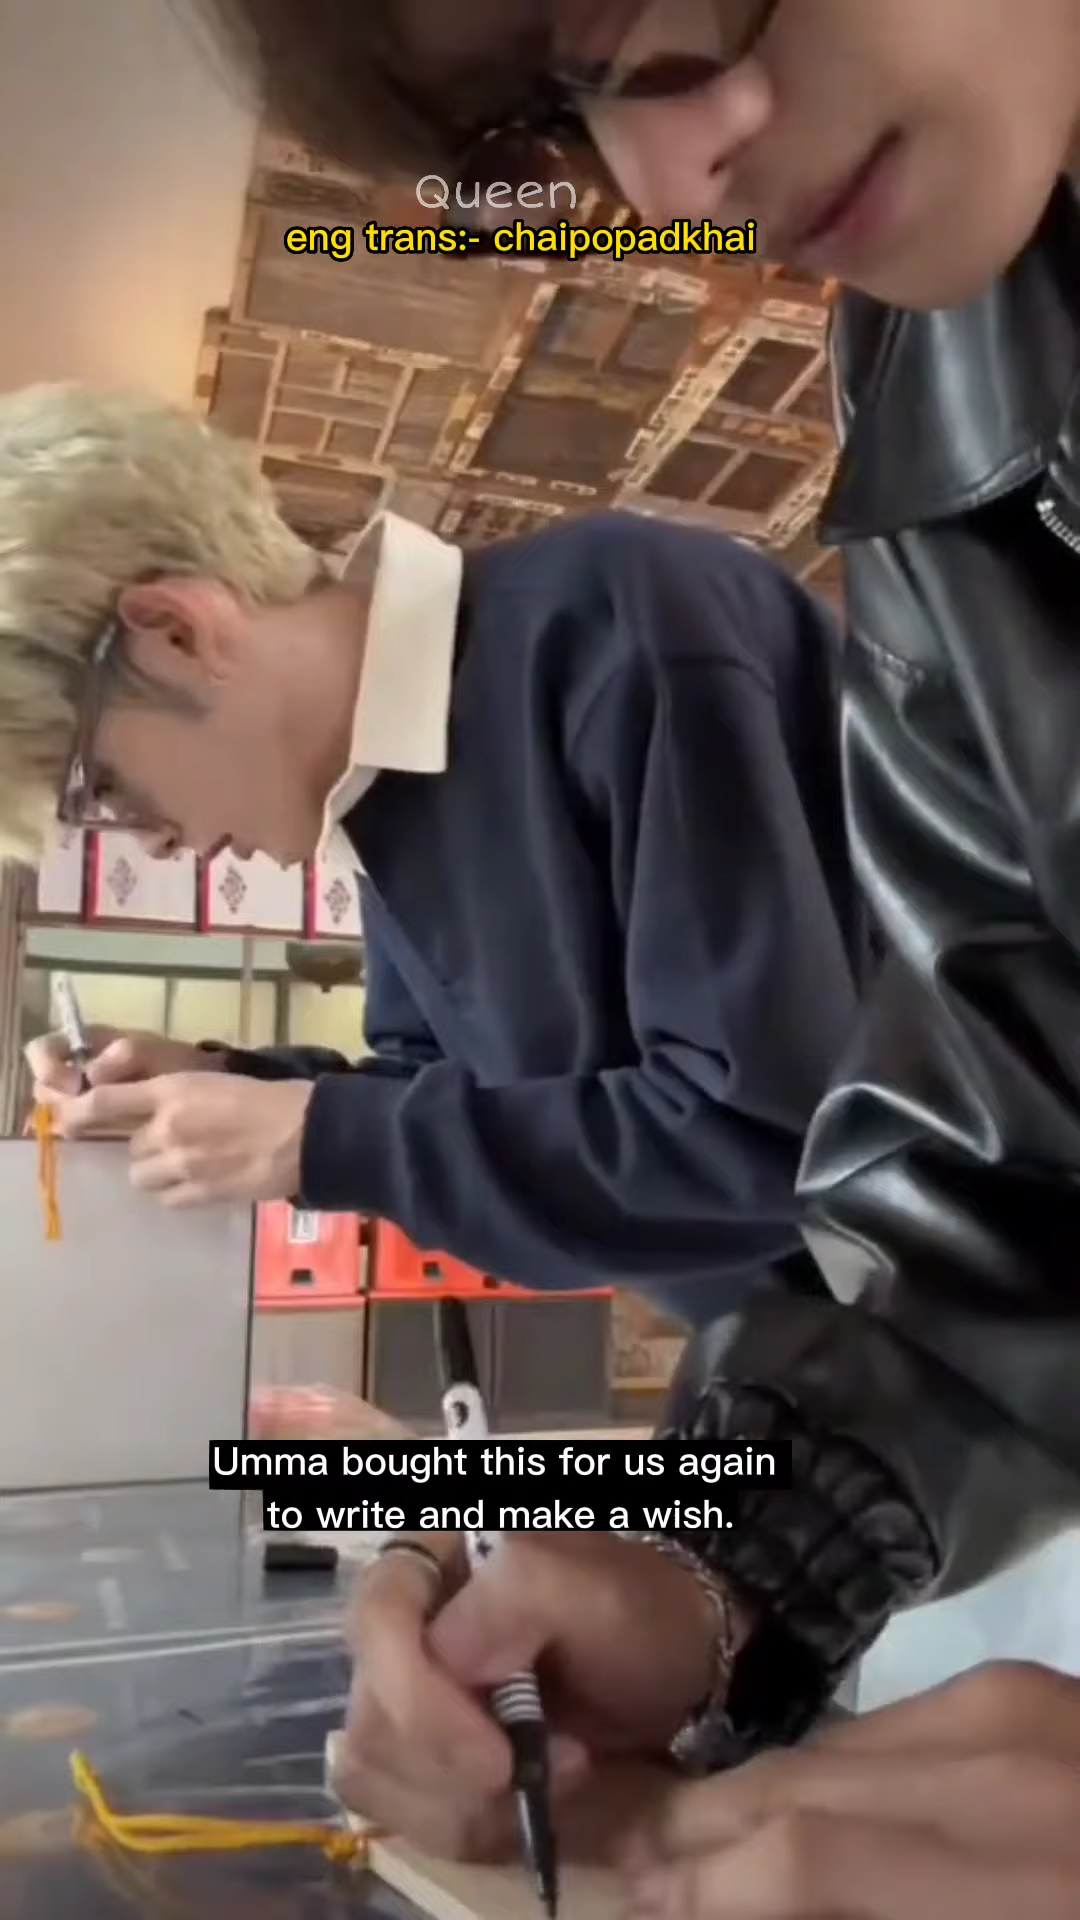 Queen
eng trans:- chaipopadkhai
Umma bought this for us again
to write and make a wish.